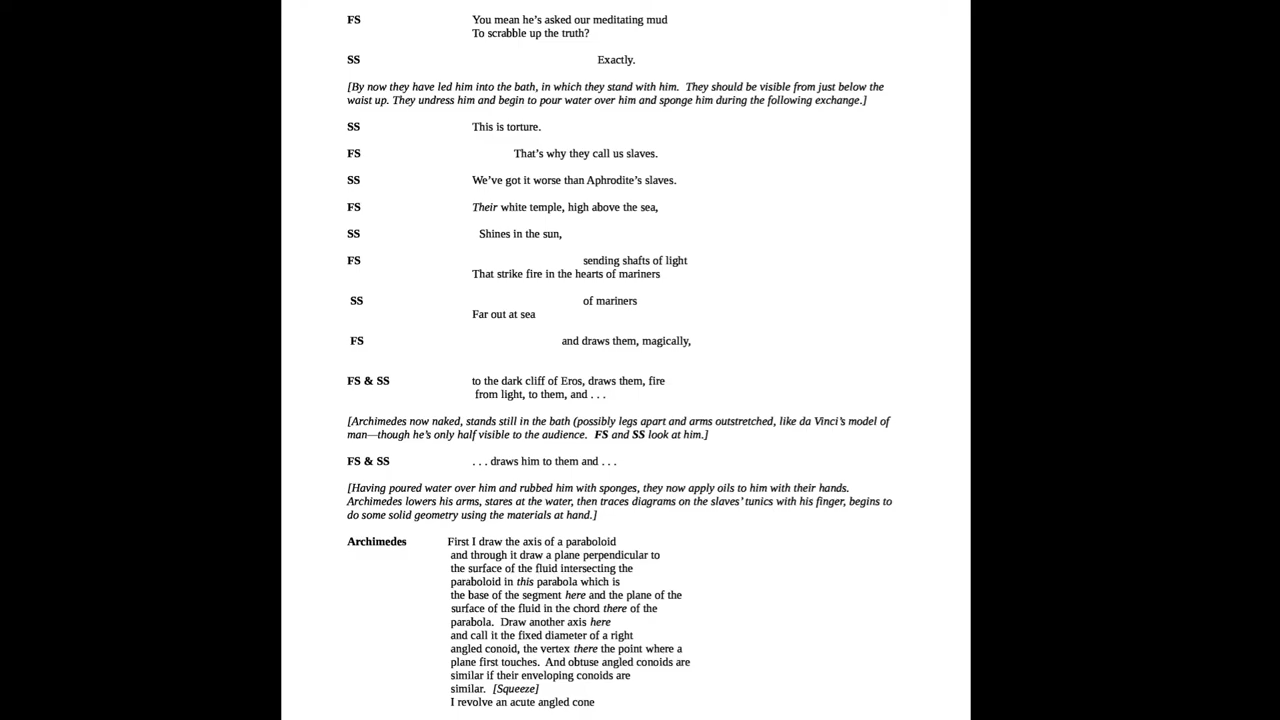 FS You mean he’s asked our meditating mud
To scrabble up the truth?
SS Exactly.
[By now they have led him into the bath, in which they stand with him. They should be visible from just below the
waist up. They undress him and begin to pour water over him and sponge him during the following exchange.]
SS This is torture.
FS That’s why they call us slaves.
SS We’ve got it worse than Aphrodite’s slaves.
FS Their white temple, high above the sea,
SS Shines in the sun,
FS sending shafts of light
That strike fire in the hearts of mariners
SS of mariners
Far out at sea
FS and draws them, magically,
FS & SS to the dark cliff of Eros, draws them, fire
from light, to them, and . . .
[Archimedes now naked, stands still in the bath (possibly legs apart and arms outstretched, like da Vinci’s model of
man—though he’s only half visible to the audience. FS and SS look at him.]
FS & SS . . . draws him to them and . . .
[Having poured water over him and rubbed him with sponges, they now apply oils to him with their hands.
Archimedes lowers his arms, stares at the water, then traces diagrams on the slaves’ tunics with his finger, begins to
do some solid geometry using the materials at hand.]
Archimedes First I draw the axis of a paraboloid
and through it draw a plane perpendicular to
the surface of the fluid intersecting the
paraboloid in this parabola which is
the base of the segment here and the plane of the
surface of the fluid in the chord there of the
parabola. Draw another axis here
and call it the fixed diameter of a right
angled conoid, the vertex there the point where a
plane first touches. And obtuse angled conoids are
similar if their enveloping conoids are
similar. [Squeeze]
I revolve an acute angled cone